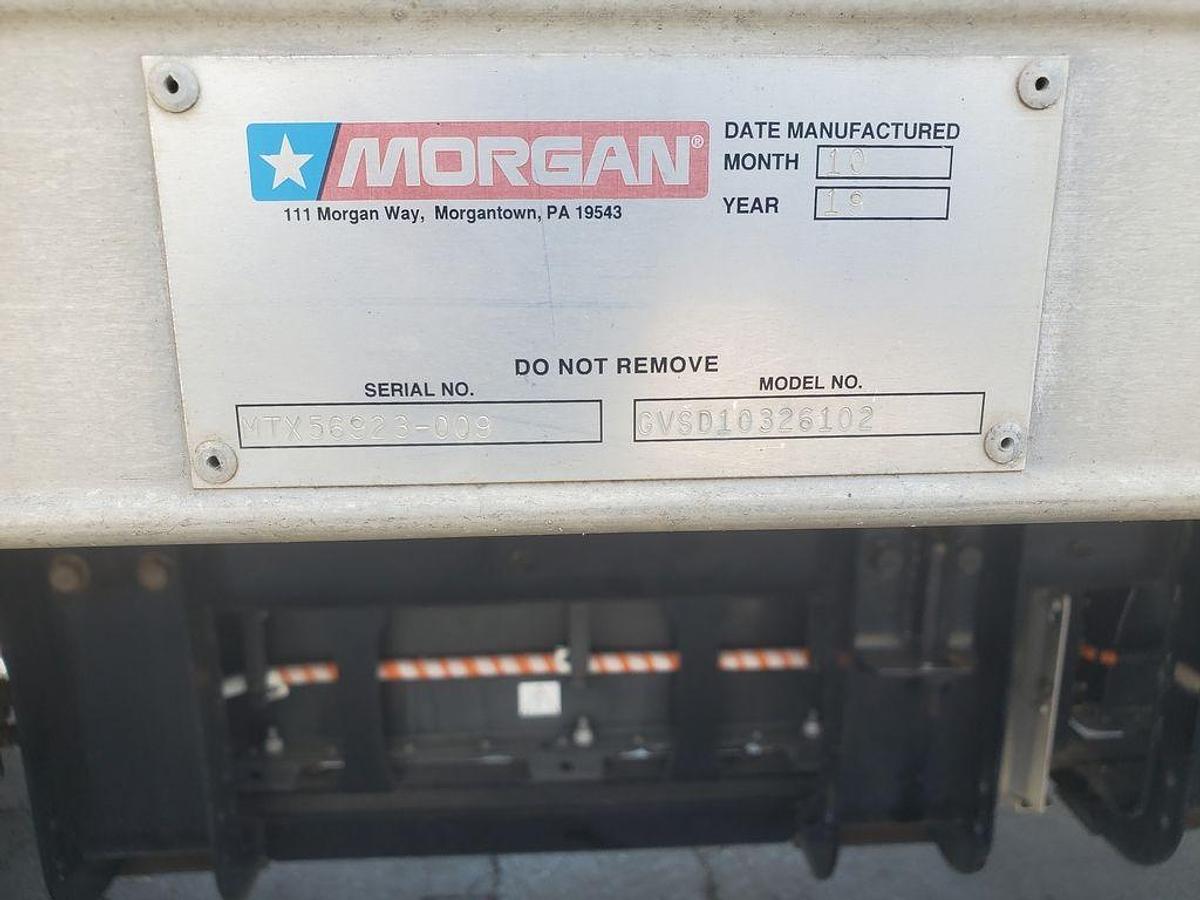 MORGAN®
111 Morgan Way, Morgantown, PA 19543
DATE MANUFACTURED
MONTH 10
YEAR 18
DO NOT REMOVE
SERIAL NO.
MTX56923-009
MODEL NO.
GVSD10326102